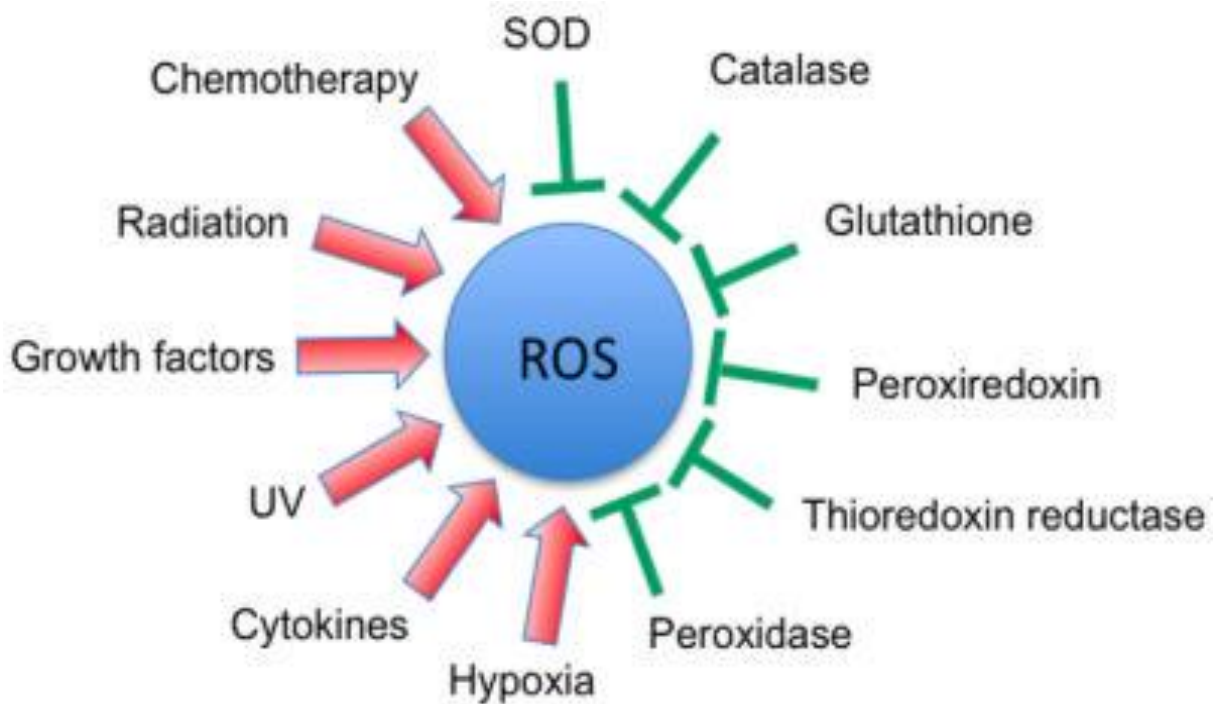 SOD
Chemotherapy
Catalase
Radiation
Glutathione
Growth factors
ROS
Peroxiredoxin
UV
Thioredoxin reductase
Cytokines
Peroxidase
Hypoxia